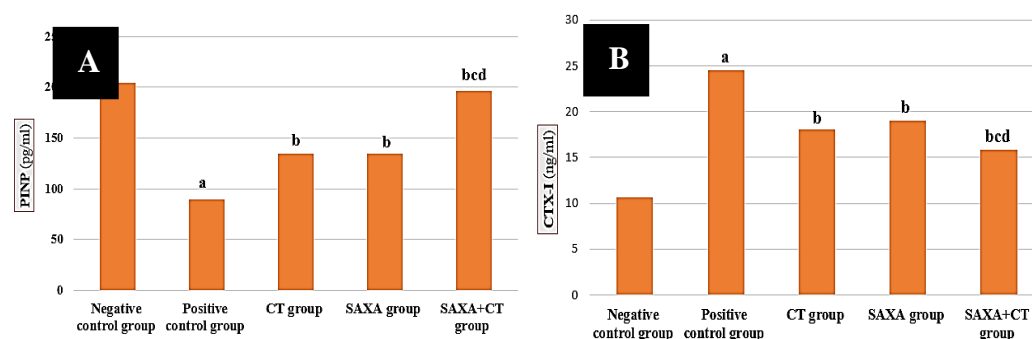 A
PINP (pg/ml)
150
100
50
0
a
b
b
bcd
Negative
control group
Positive
control group
CT group
SAXA group
SAXA+CT
group
B
CTX-I (ng/ml)
30
25
20
15
10
5
0
a
b
b
bcd
Negative
control group
Positive
control group
CT group
SAXA group
SAXA+CT
group